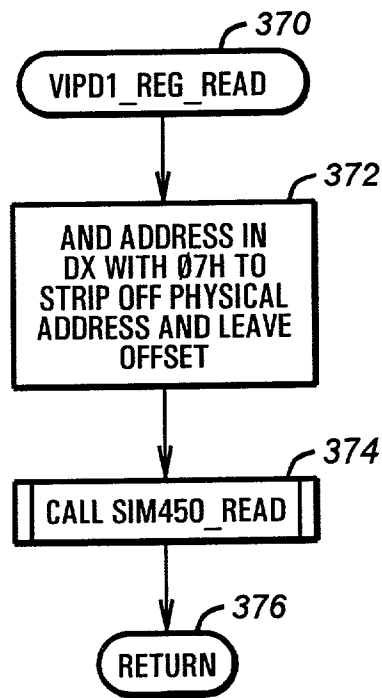 370
VIPD1_REG_READ
372
AND ADDRESS IN
DX WITH Ø7H TO
STRIP OFF PHYSICAL
ADDRESS AND LEAVE
OFFSET
374
CALL SIM450_READ
376
RETURN